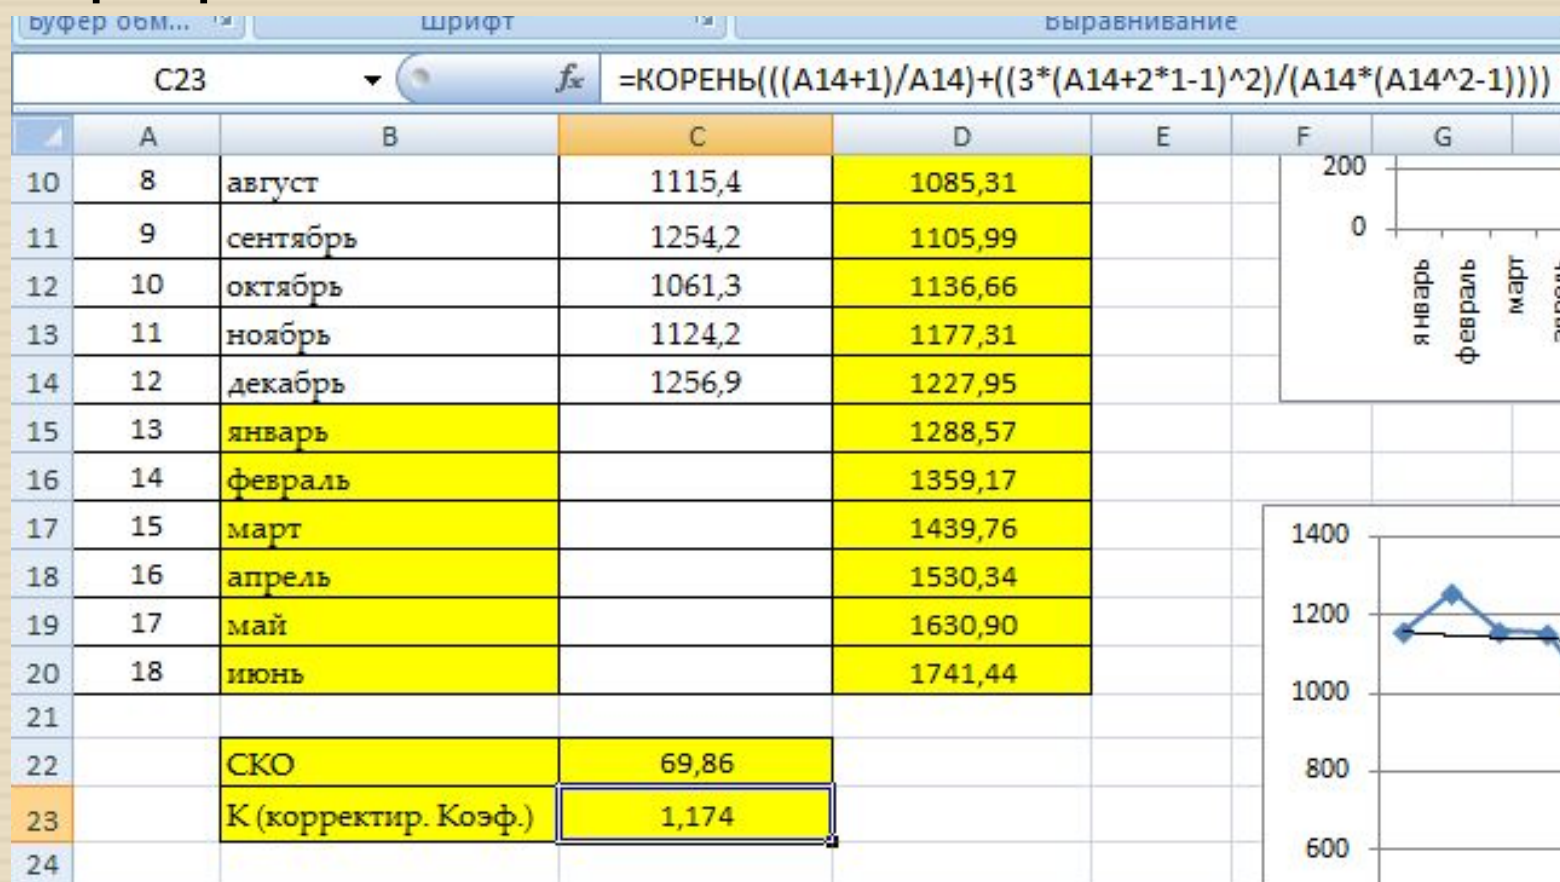 Буфер обм... Шрифт Выравнивание
C23 fx =КОРЕНЬ(((A14+1)/A14)+((3*(A14+2*1-1)^2)/(A14*(A14^2-1))))
A B C D E F G
10 8 август 1115,4 1085,31
11 9 сентябрь 1254,2 1105,99
12 10 октябрь 1061,3 1136,66
13 11 ноябрь 1124,2 1177,31
14 12 декабрь 1256,9 1227,95
15 13 январь 1288,57
16 14 февраль 1359,17
17 15 март 1439,76
18 16 апрель 1530,34
19 17 май 1630,90
20 18 июнь 1741,44
21
22 СКО 69,86
23 К (корректир. Коэф.) 1,174
24
200
0
январь
февраль
март
1400
1200
1000
800
600